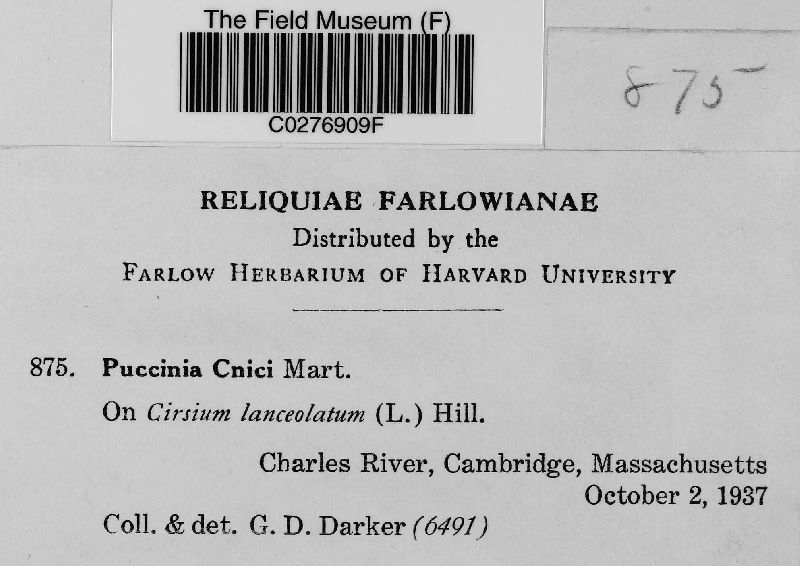 The Field Museum (F)
C0276909F
875
RELIQUIAE FARLOWIANAE
Distributed by the
FARLOW HERBARIUM OF HARVARD UNIVERSITY
875. Puccinia Cnici Mart.
On Cirsium lanceolatum (L.) Hill.
Charles River, Cambridge, Massachusetts
October 2, 1937
Coll. & det. G. D. Darker (6491)